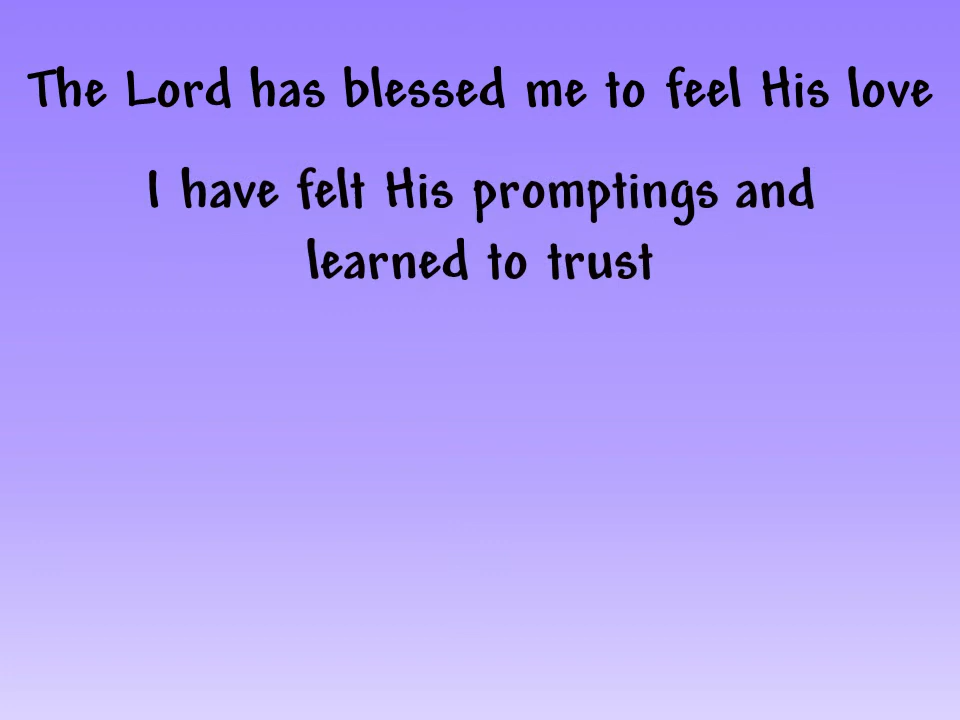 The Lord has blessed me to feel His love
I have felt His promptings and
learned to trust